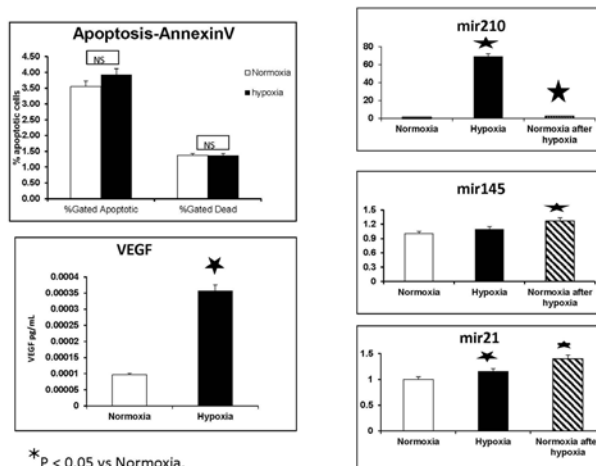 Apoptosis-AnnexinV
NS
Normoxia
hypoxia
NS
% apoptotic cells
4.50
4.00
3.50
3.00
2.50
2.00
1.50
1.00
0.50
0.00
%Gated Apoptotic %Gated Dead
VEGF
VEGF pg/mL
0.0004
0.00035
0.0003
0.00025
0.0002
0.00015
0.0001
0.00005
0
Normoxia Hypoxia
*P < 0.05 vs Normoxia.
mir210
80
60
40
20
0
Normoxia Hypoxia Normoxia after
hypoxia
mir145
1.5
1.2
0.9
0.6
0.3
0
Normoxia Hypoxia Normoxia after
hypoxia
mir21
1.5
1
0.5
0
Normoxia Hypoxia Normoxia after
hypoxia